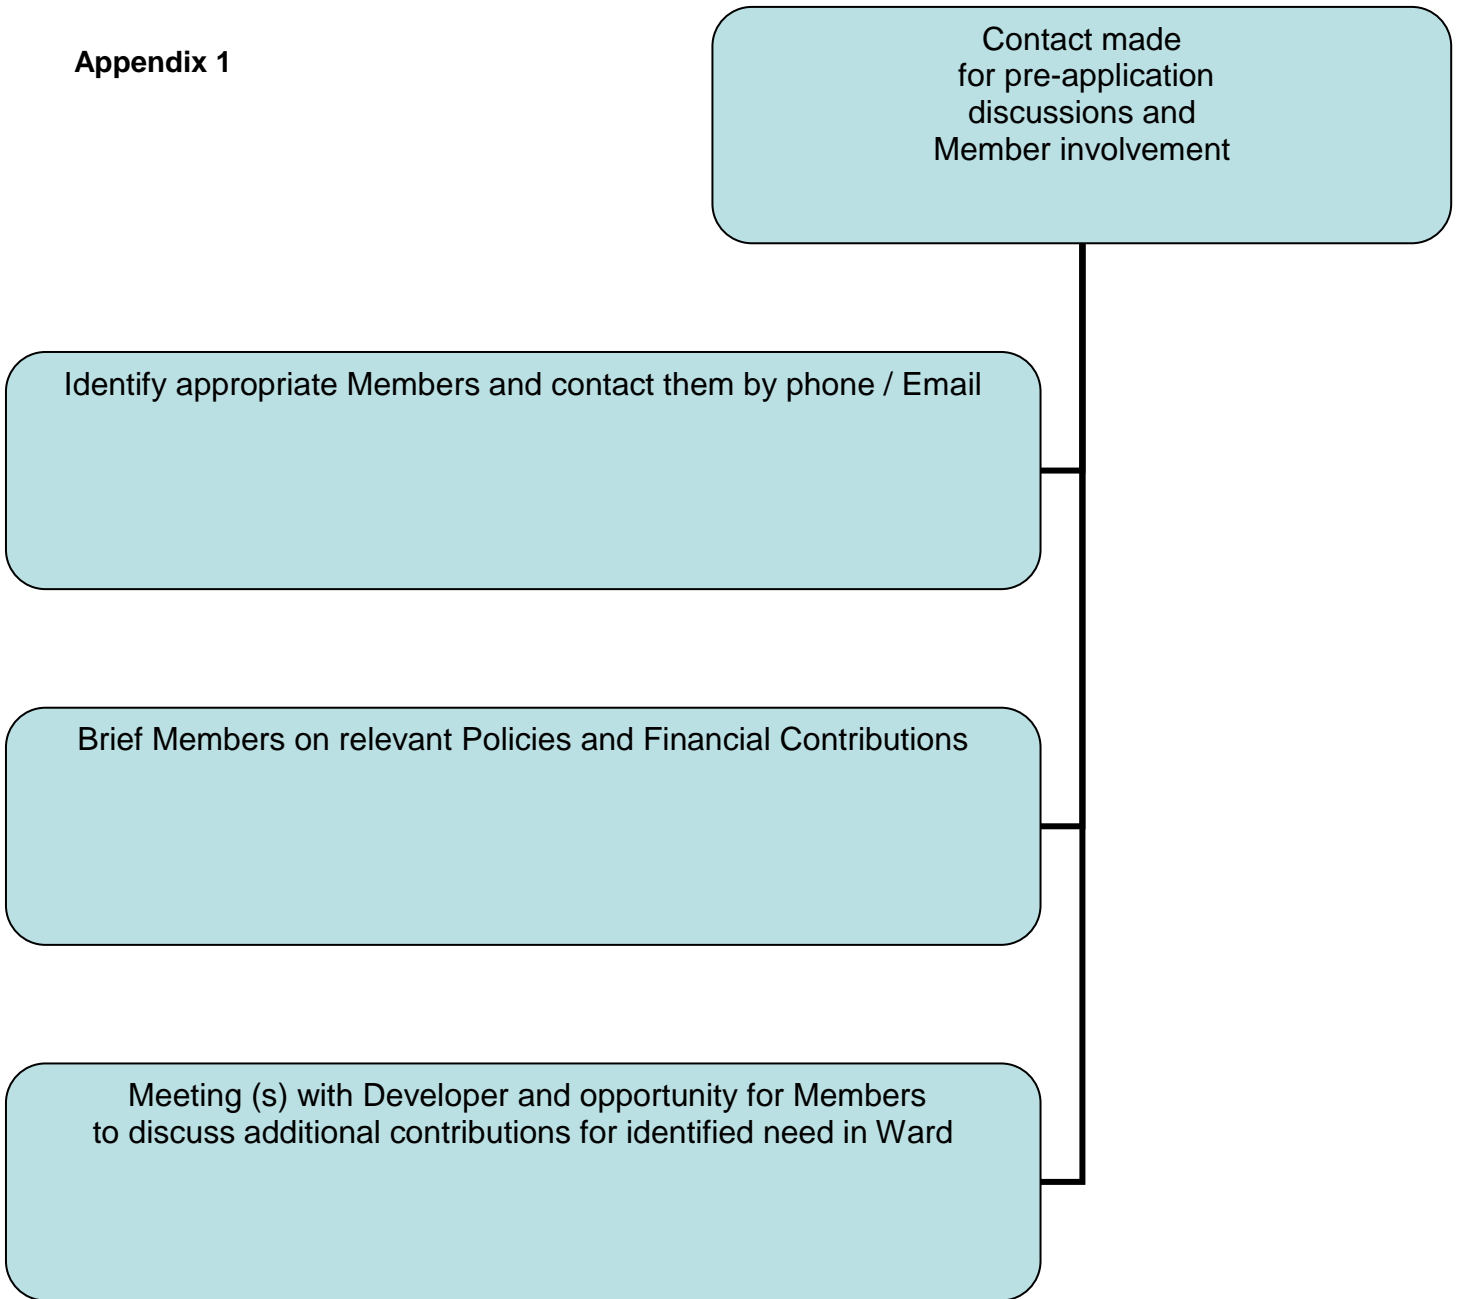 Appendix 1
Contact made
for pre-application
discussions and
Member involvement
Identify appropriate Members and contact them by phone / Email
Brief Members on relevant Policies and Financial Contributions
Meeting (s) with Developer and opportunity for Members
to discuss additional contributions for identified need in Ward